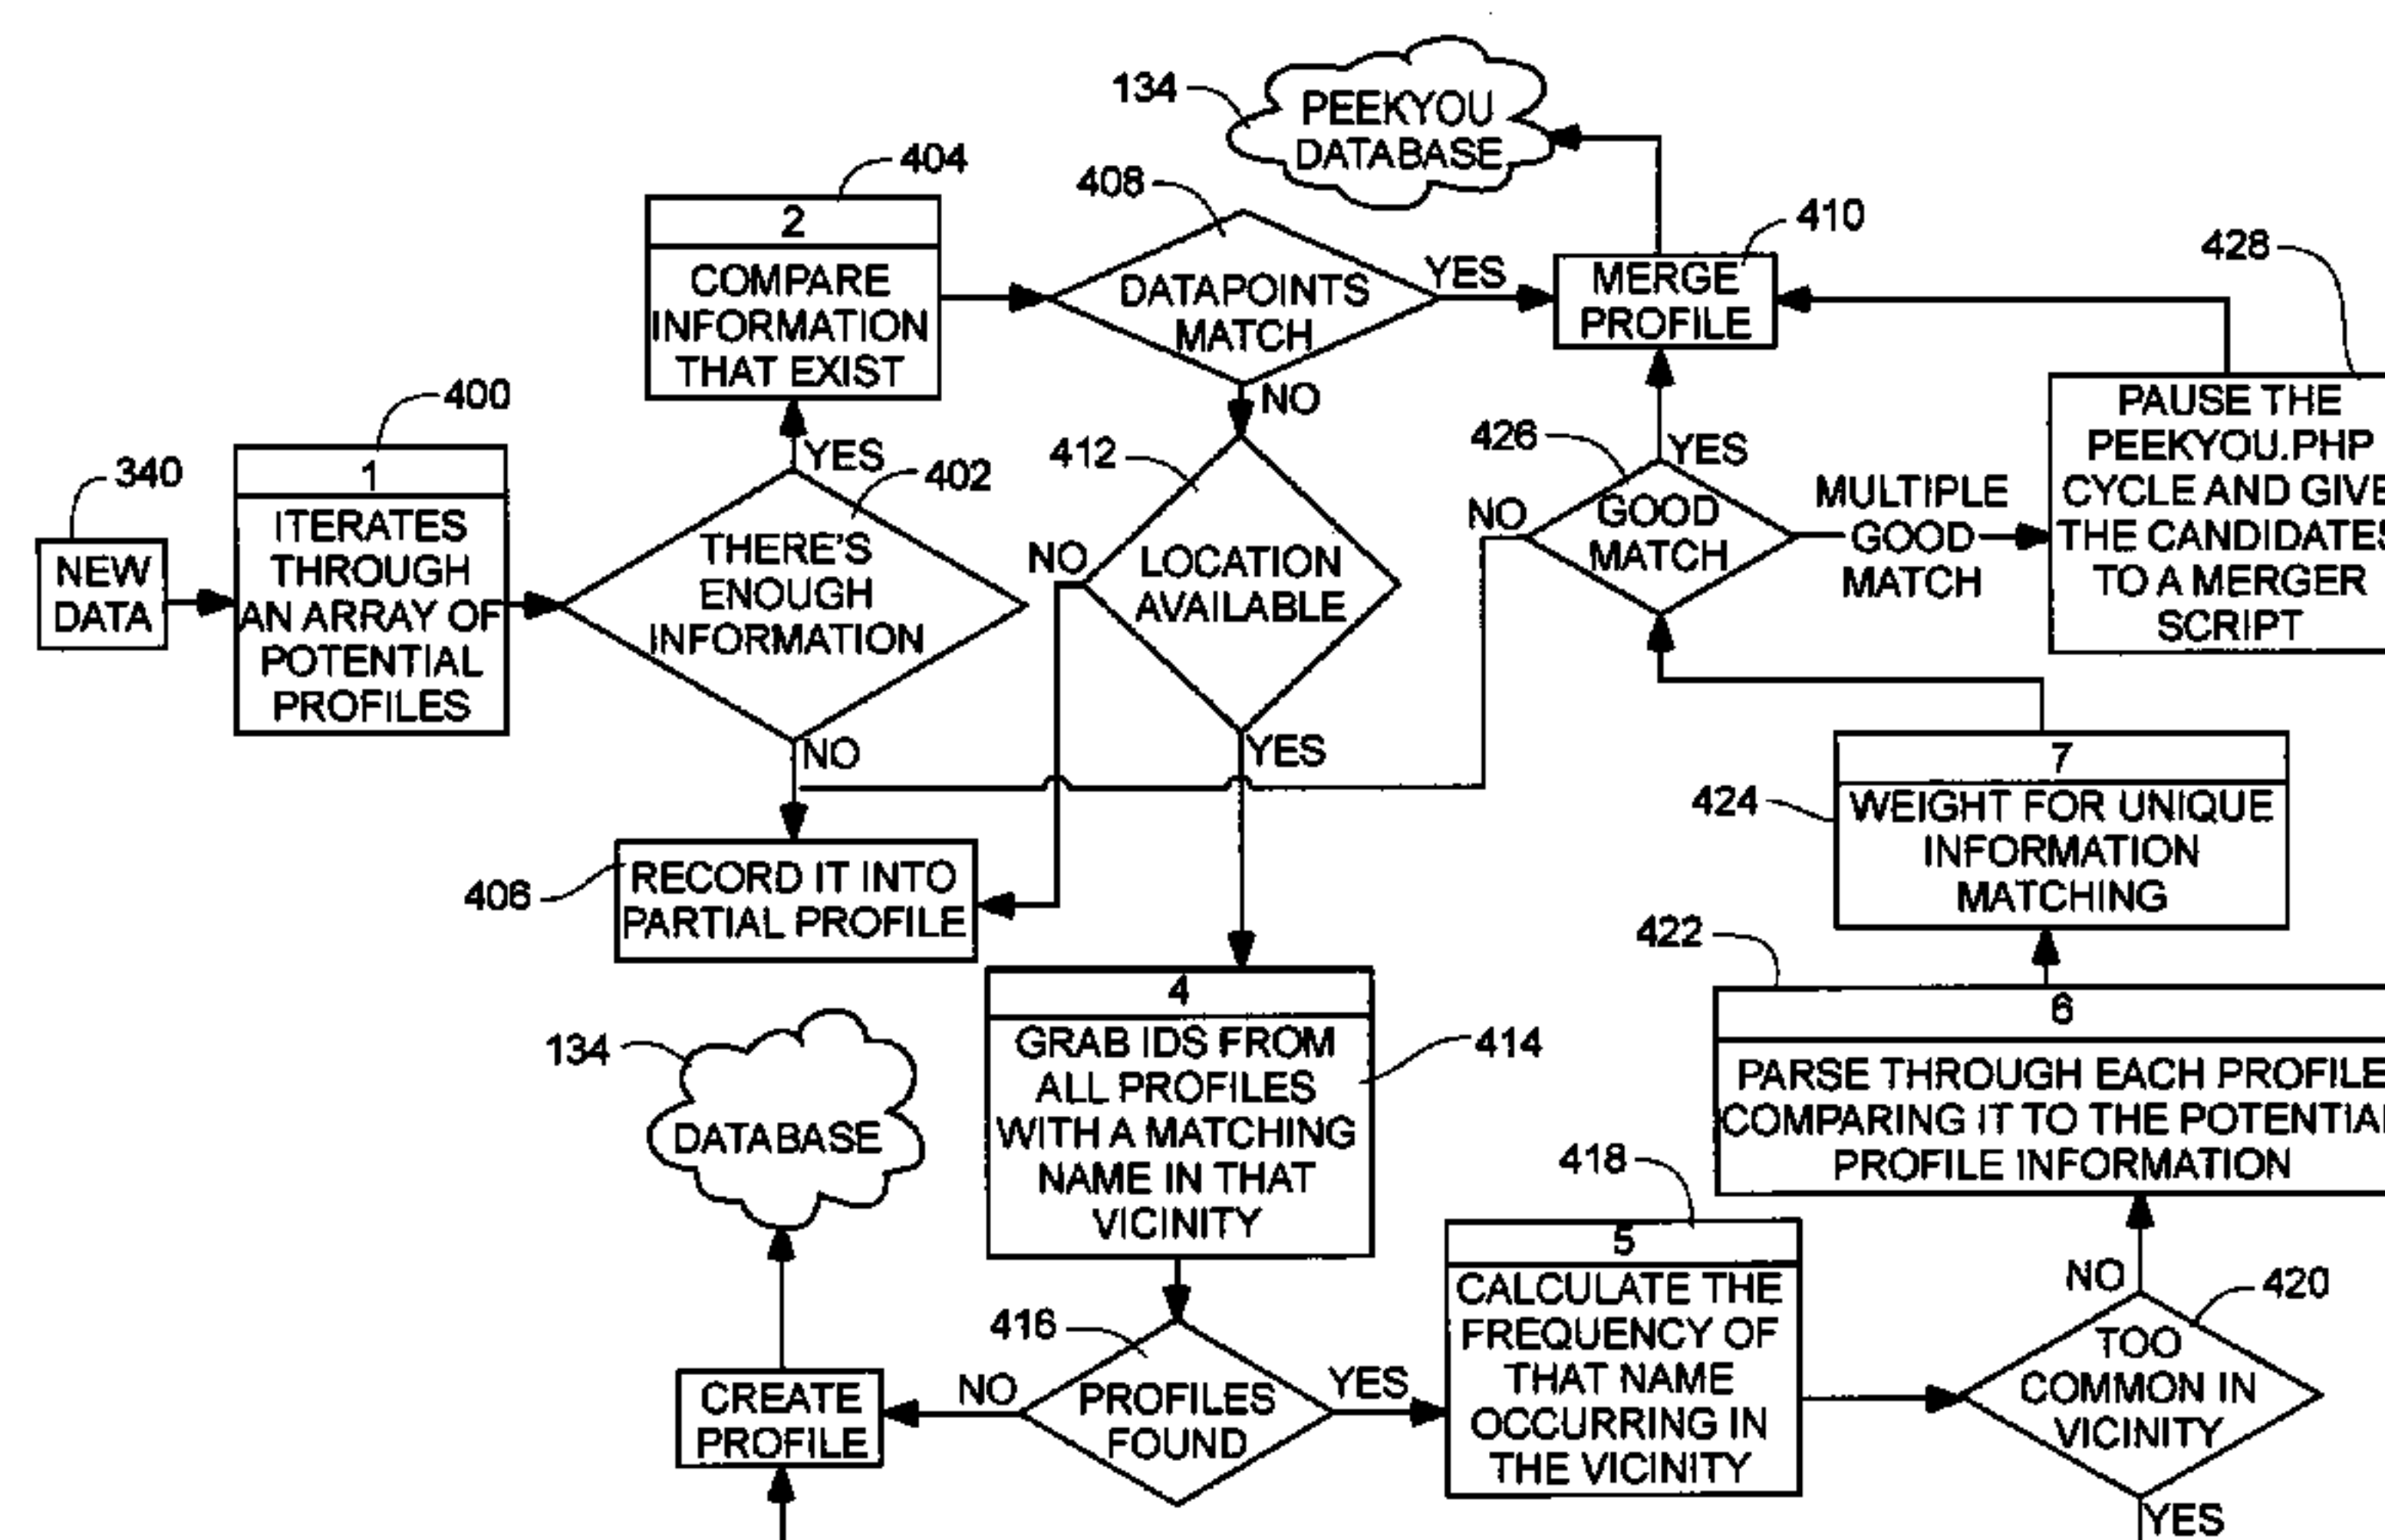 134
PEEKYOU
DATABASE
404
2
COMPARE
INFORMATION
THAT EXIST
408
DATAPOINTS
MATCH
YES
NO
410
MERGE
PROFILE
428
PAUSE THE
PEEKYOU.PHP
CYCLE AND GIVE
THE CANDIDATES
TO A MERGER
SCRIPT
340
NEW
DATA
400
1
ITERATES
THROUGH
AN ARRAY OF
POTENTIAL
PROFILES
YES
402
THERE'S
ENOUGH
INFORMATION
NO
412
NO
LOCATION
AVAILABLE
YES
426
YES
NO
GOOD
MATCH
MULTIPLE
GOOD
MATCH
406
RECORD IT INTO
PARTIAL PROFILE
424
7
WEIGHT FOR UNIQUE
INFORMATION
MATCHING
422
6
PARSE THROUGH EACH PROFILE
COMPARING IT TO THE POTENTIAL
PROFILE INFORMATION
134
DATABASE
4
GRAB IDS FROM
ALL PROFILES
WITH A MATCHING
NAME IN THAT
VICINITY
414
418
5
CALCULATE THE
FREQUENCY OF
THAT NAME
OCCURRING IN
THE VICINITY
NO
420
TOO
COMMON IN
VICINITY
YES
416
NO
PROFILES
FOUND
YES
CREATE
PROFILE